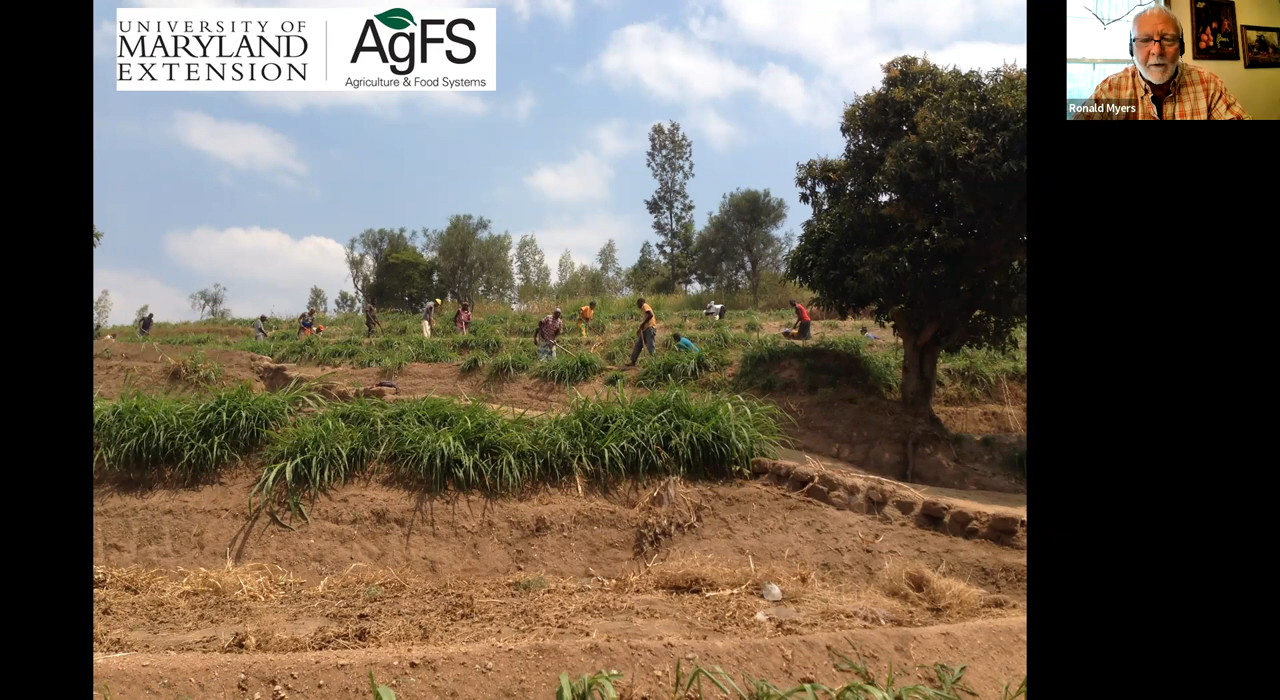 UNIVERSITY OF
MARYLAND
EXTENSION
AgFS
Agriculture & Food Systems
Ronald Myers